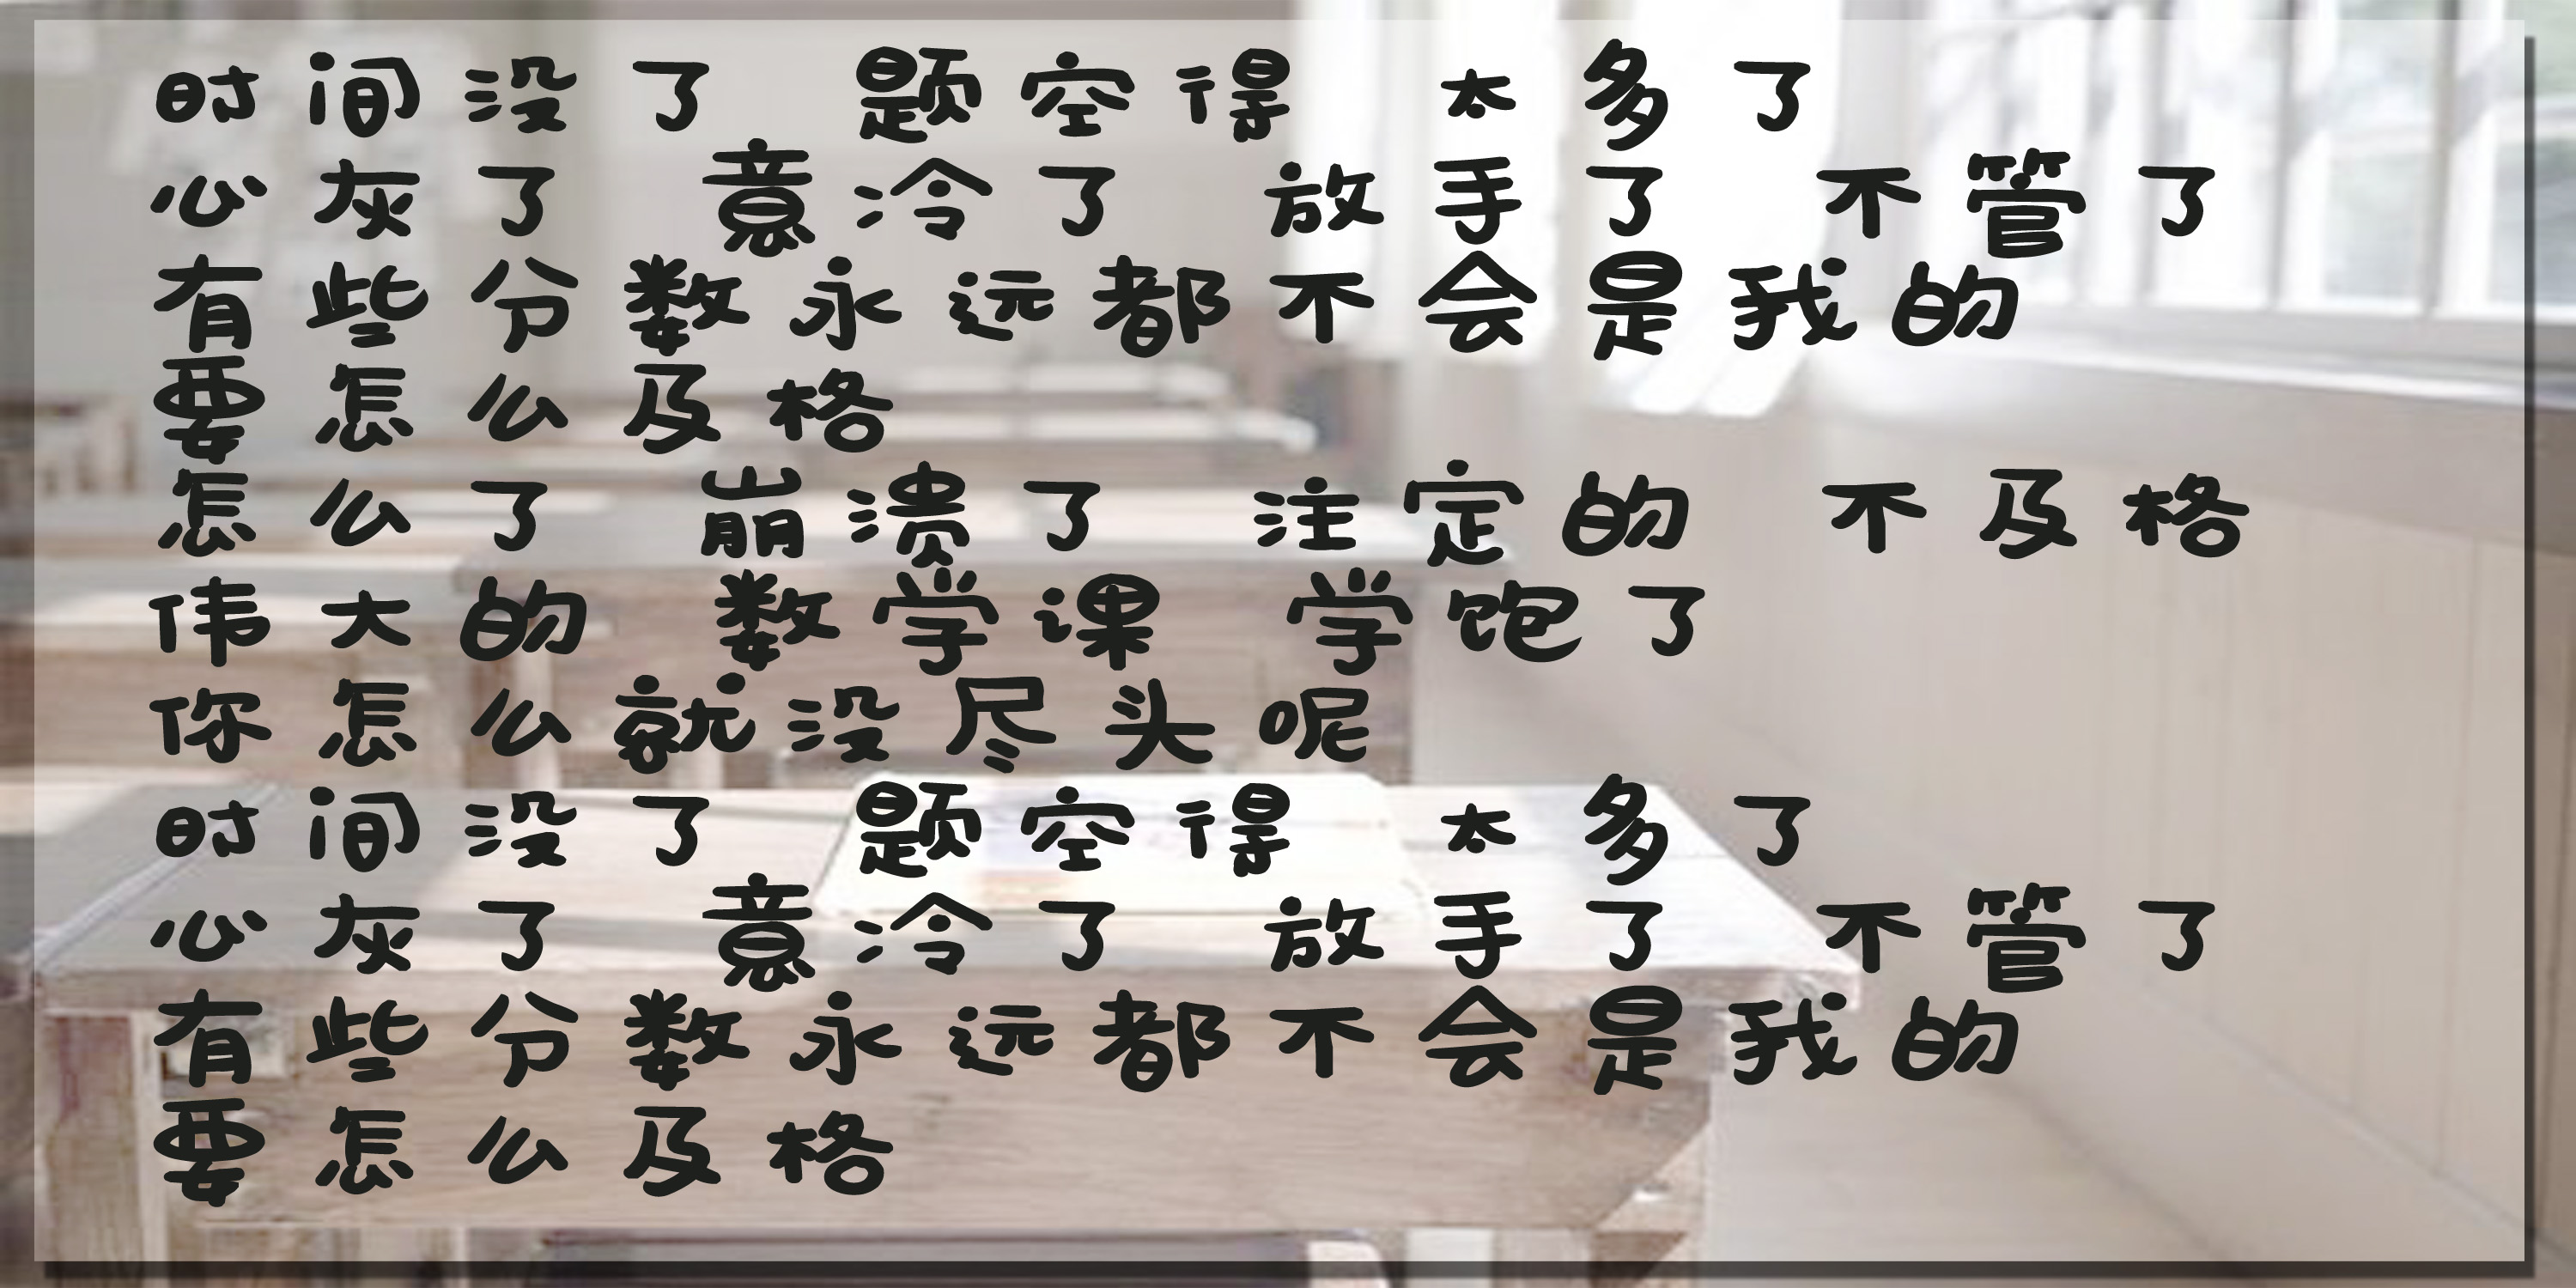 时间没了 题空得 太多了
心灰了 意冷了 放手了 不管了
有些分数永远都不会是我的
要怎么及格
怎么了 崩溃了 注定的 不及格
伟大的 数学课 学饱了
你怎么就没尽头呢
时间没了 题空得 太多了
心灰了 意冷了 放手了 不管了
有些分数永远都不会是我的
要怎么及格